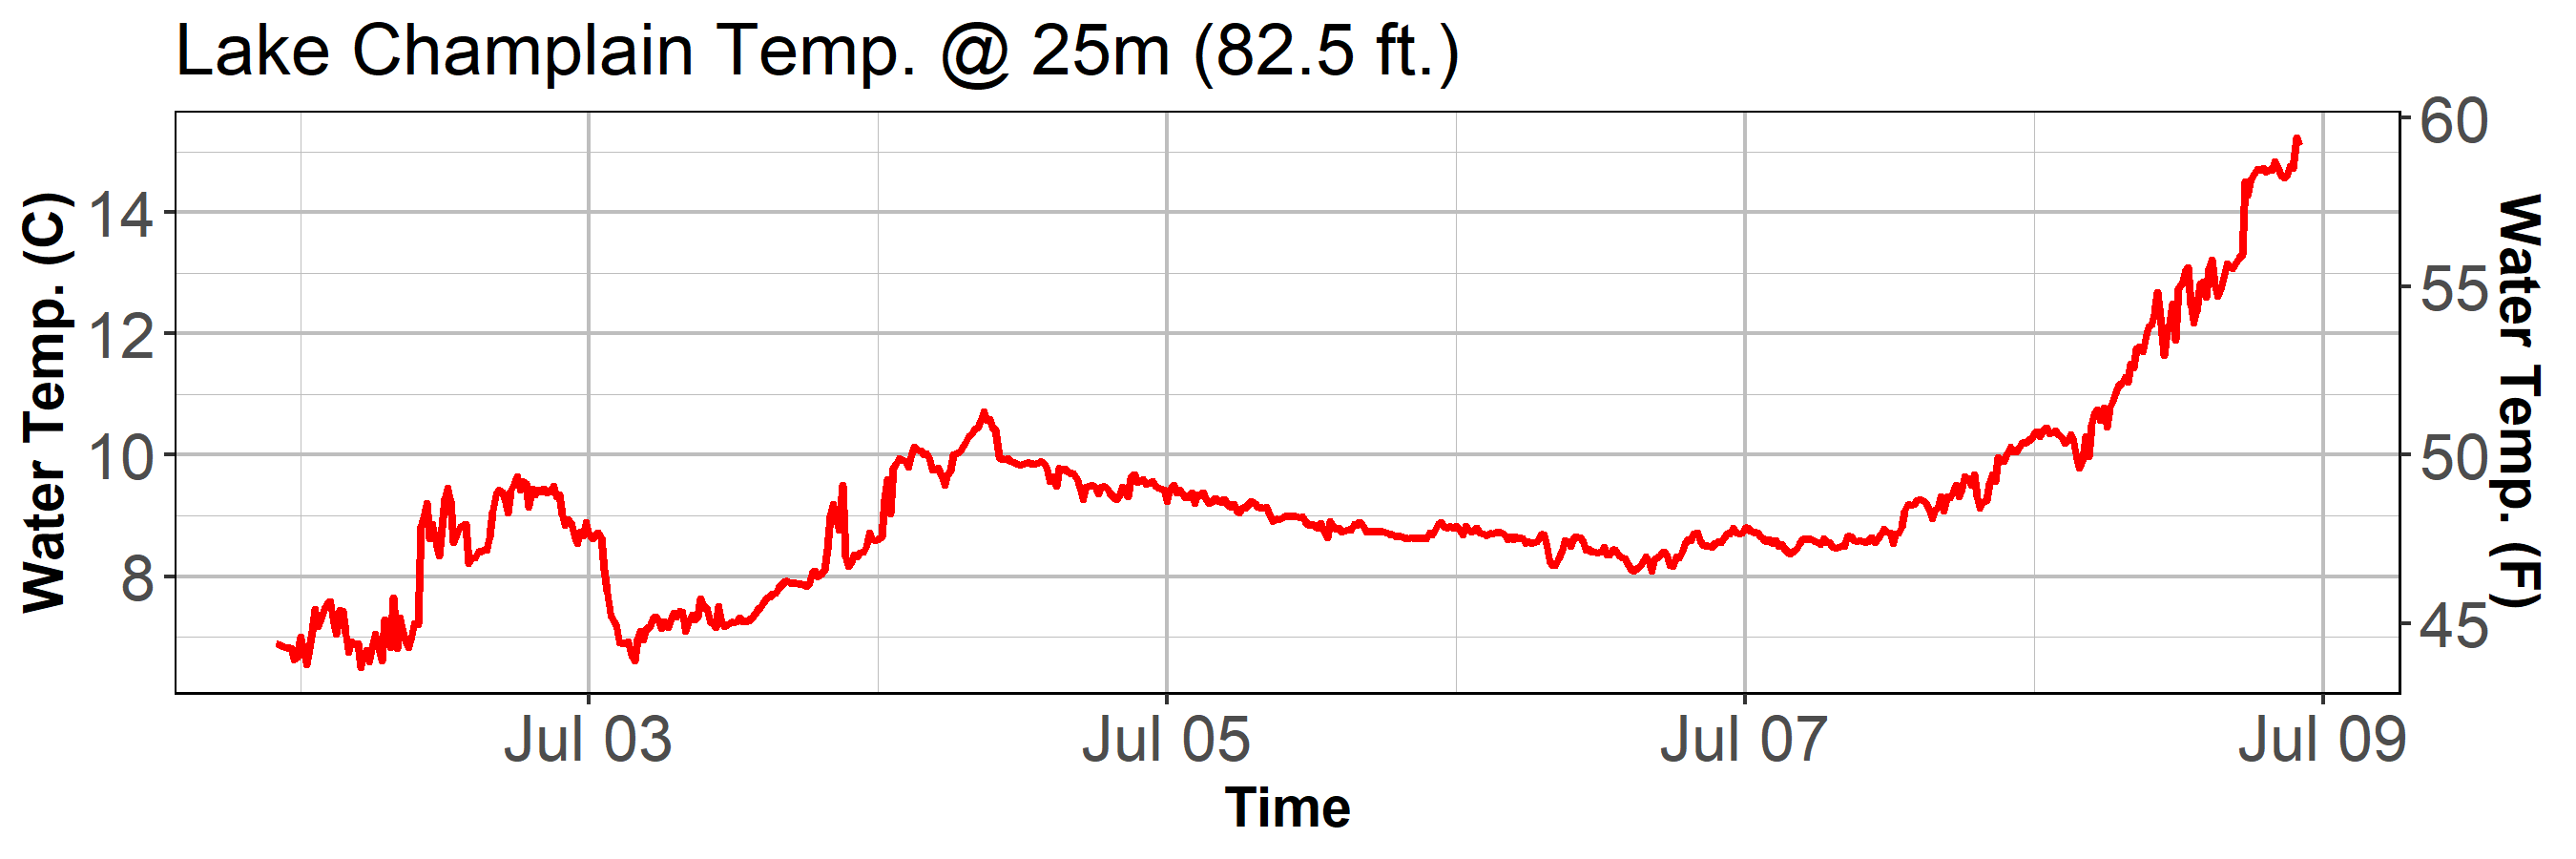 Lake Champlain Temp. @ 25m (82.5 ft.)
Water Temp. (C)
14
12
10
8
60
55
50
45
Water Temp. (F)
Jul 03
Jul 05
Jul 07
Jul 09
Time